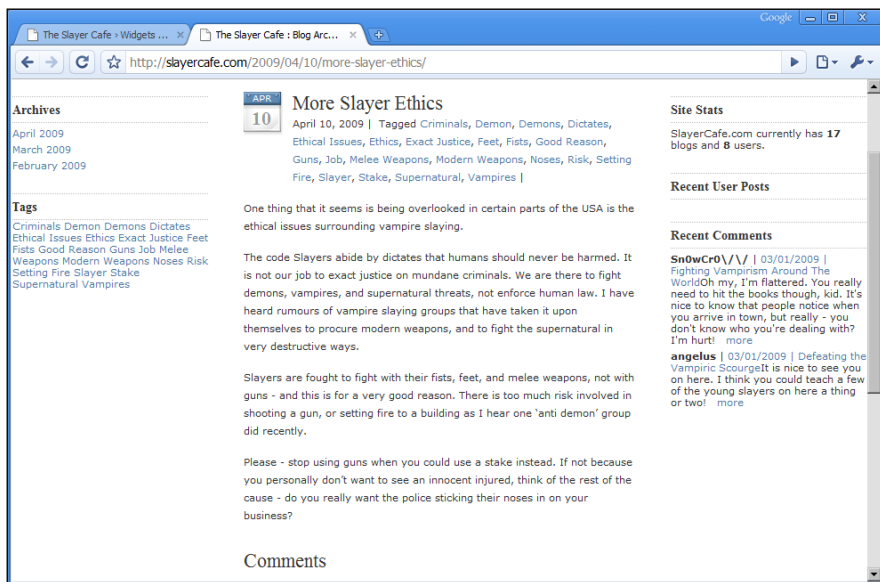 Google
The Slayer Cafe › Widgets ...
The Slayer Cafe : Blog Arc...
http://slayercafe.com/2009/04/10/more-slayer-ethics/
Archives
April 2009
March 2009
February 2009
Tags
Criminals Demon Demons Dictates
Ethical Issues Ethics Exact Justice Feet
Fists Good Reason Guns Job Melee
Weapons Modern Weapons Noses Risk
Setting Fire Slayer Stake
Supernatural Vampires
APR
10
More Slayer Ethics
April 10, 2009 | Tagged Criminals, Demon, Demons, Dictates,
Ethical Issues, Ethics, Exact Justice, Feet, Fists, Good Reason,
Guns, Job, Melee Weapons, Modern Weapons, Noses, Risk, Setting
Fire, Slayer, Stake, Supernatural, Vampires |
One thing that it seems is being overlooked in certain parts of the USA is the
ethical issues surrounding vampire slaying.
The code Slayers abide by dictates that humans should never be harmed. It
is not our job to exact justice on mundane criminals. We are there to fight
demons, vampires, and supernatural threats, not enforce human law. I have
heard rumours of vampire slaying groups that have taken it upon
themselves to procure modern weapons, and to fight the supernatural in
very destructive ways.
Slayers are fought to fight with their fists, feet, and melee weapons, not with
guns - and this is for a very good reason. There is too much risk involved in
shooting a gun, or setting fire to a building as I hear one 'anti demon' group
did recently.
Please - stop using guns when you could use a stake instead. If not because
you personally don't want to see an innocent injured, think of the rest of the
cause - do you really want the police sticking their noses in on your
business?
Comments
Site Stats
SlayerCafe.com currently has 17
blogs and 8 users.
Recent User Posts
Recent Comments
Sn0wCr0\/\/ | 03/01/2009 |
Fighting Vampirism Around The
WorldOh my, I'm flattered. You really
need to hit the books though, kid. It's
nice to know that people notice when
you arrive in town, but really - you
don't know who you're dealing with?
I'm hurt! more
angelus | 03/01/2009 | Defeating the
Vampiric ScourgeIt is nice to see you
on here. I think you could teach a few
of the young slayers on here a thing
or two! more